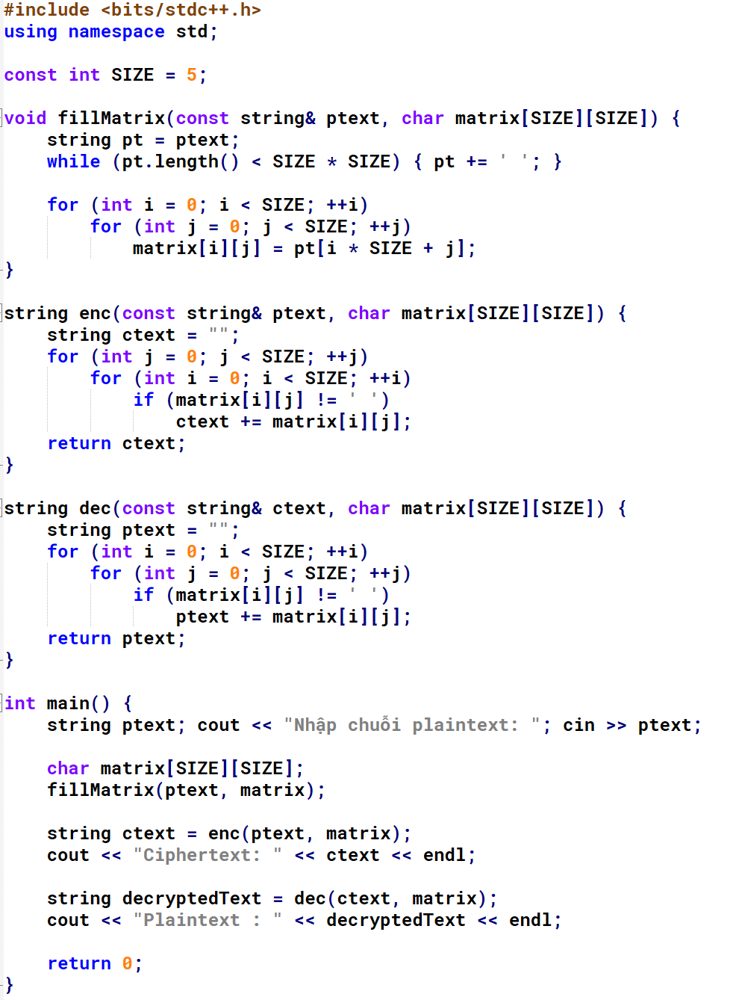 #include <bits/stdc++.h>
using namespace std;

const int SIZE = 5;

void fillMatrix(const string& ptext, char matrix[SIZE][SIZE]) {
    string pt = ptext;
    while (pt.length() < SIZE * SIZE) { pt += ' '; }

    for (int i = 0; i < SIZE; ++i)
        for (int j = 0; j < SIZE; ++j)
            matrix[i][j] = pt[i * SIZE + j];
}

string enc(const string& ptext, char matrix[SIZE][SIZE]) {
    string ctext = "";
    for (int j = 0; j < SIZE; ++j)
        for (int i = 0; i < SIZE; ++i)
            if (matrix[i][j] != ' ')
                ctext += matrix[i][j];
    return ctext;
}

string dec(const string& ctext, char matrix[SIZE][SIZE]) {
    string ptext = "";
    for (int i = 0; i < SIZE; ++i)
        for (int j = 0; j < SIZE; ++j)
            if (matrix[i][j] != ' ')
                ptext += matrix[i][j];
    return ptext;
}

int main() {
    string ptext; cout << "Nhập chuỗi plaintext: "; cin >> ptext;

    char matrix[SIZE][SIZE];
    fillMatrix(ptext, matrix);

    string ctext = enc(ptext, matrix);
    cout << "Ciphertext: " << ctext << endl;

    string decryptedText = dec(ctext, matrix);
    cout << "Plaintext : " << decryptedText << endl;

    return 0;
}